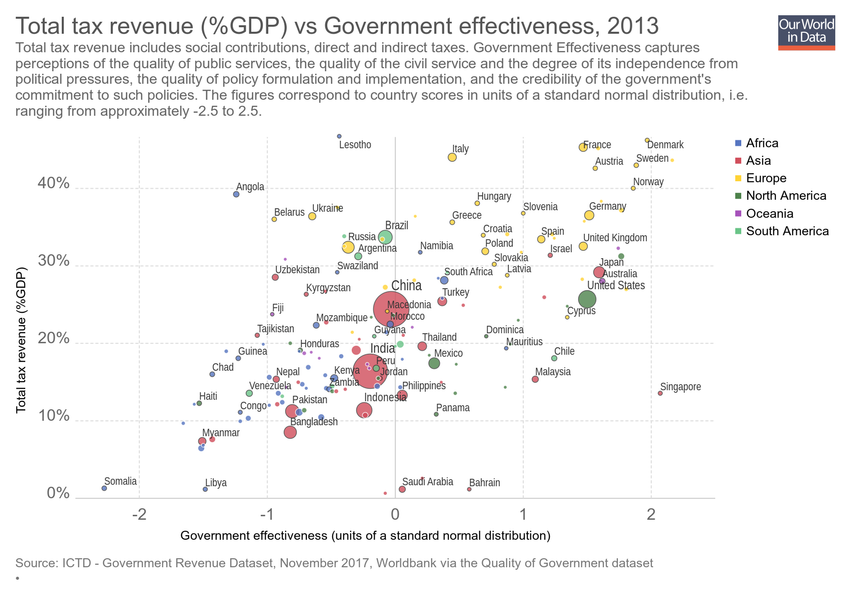 Total tax revenue (%GDP) vs Government effectiveness, 2013
Our World
in Data
Total tax revenue includes social contributions, direct and indirect taxes. Government Effectiveness captures
perceptions of the quality of public services, the quality of the civil service and the degree of its independence from
political pressures, the quality of policy formulation and implementation, and the credibility of the government's
commitment to such policies. The figures correspond to country scores in units of a standard normal distribution, i.e.
ranging from approximately -2.5 to 2.5.
Africa
Asia
Europe
North America
Oceania
South America
Total tax revenue (% GDP)
40%
30%
20%
10%
0%
Lesotho
Italy
France
Denmark
Austria
Sweden
Norway
Angola
Hungary
Belarus
Ukraine
Greece
Slovenia
Germany
Brazil
Croatia
Spain
United Kingdom
Russia
Argentina
Namibia
Poland
Israel
Slovakia
Uzbekistan
Swaziland
South Africa
Latvia
Japan
Australia
Kyrgyzstan
China
Turkey
United States
Fiji
Macedonia
Mozambique
Morocco
Cyprus
Tajikistan
Guyana
Dominica
Honduras
India
Thailand
Mauritius
Guinea
Peru
Mexico
Chile
Chad
Nepal
Kenya
Jordan
Malaysia
Venezuela
Zambia
Philippines
Singapore
Haiti
Pakistan
Indonesia
Congo
Panama
Bangladesh
Myanmar
Somalia
Libya
Saudi Arabia
Bahrain
-2
-1
0
1
2
Government effectiveness (units of a standard normal distribution)
Source: ICTD - Government Revenue Dataset, November 2017, Worldbank via the Quality of Government dataset
•